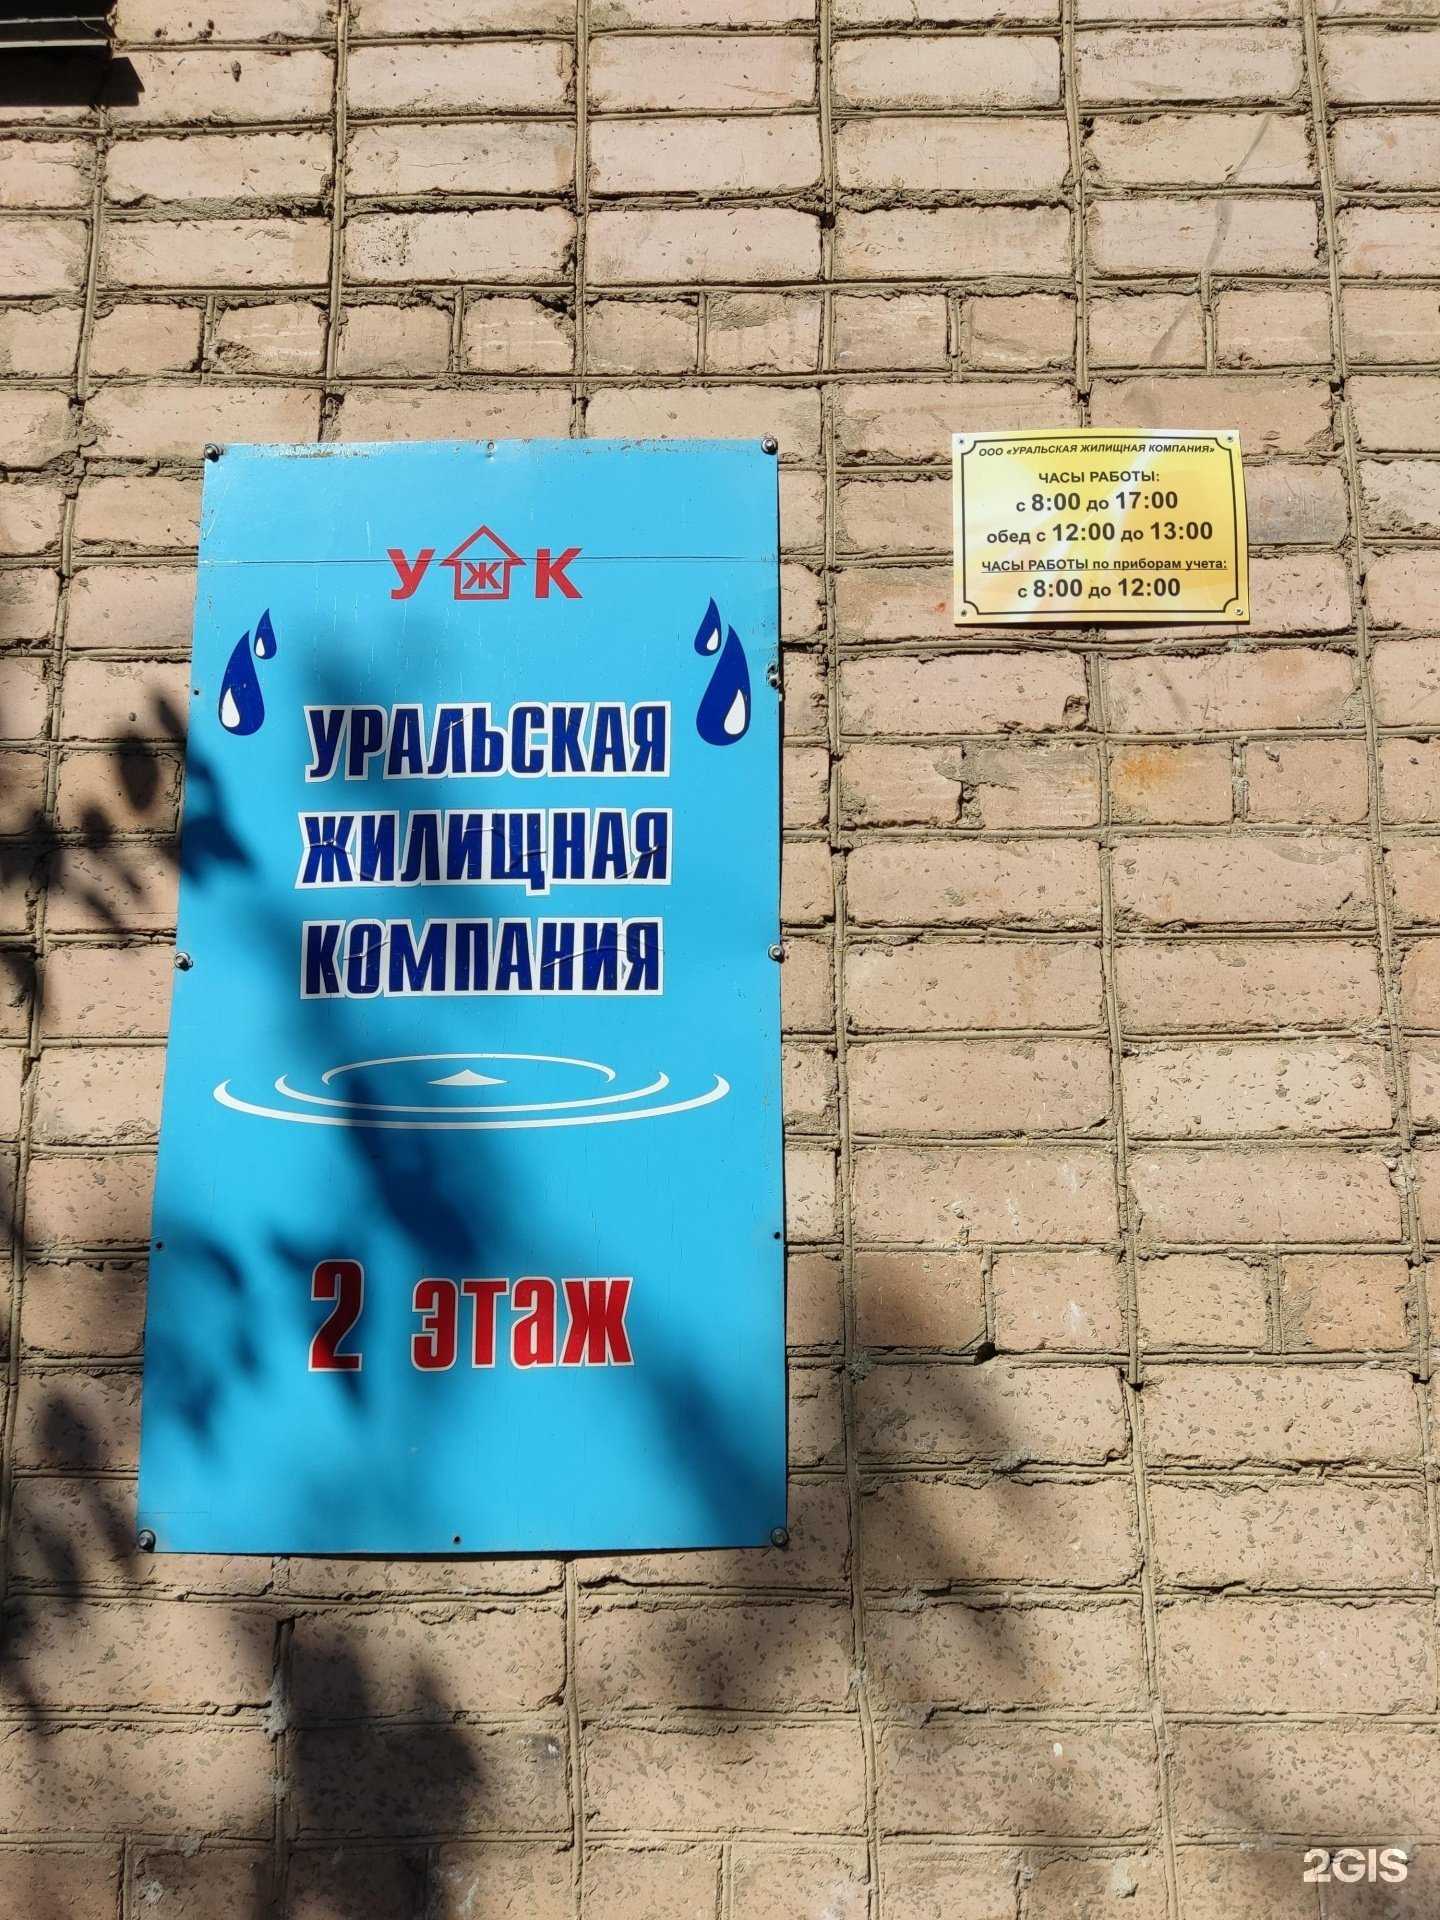 УЖК
УРАЛЬСКАЯ
ЖИЛИЩНАЯ
КОМПАНИЯ
2 этаж
ООО «УРАЛЬСКАЯ ЖИЛИЩНАЯ КОМПАНИЯ»
ЧАСЫ РАБОТЫ:
с 8:00 до 17:00
обед с 12:00 до 13:00
ЧАСЫ РАБОТЫ по приборам учета:
с 8:00 до 12:00
2GIS